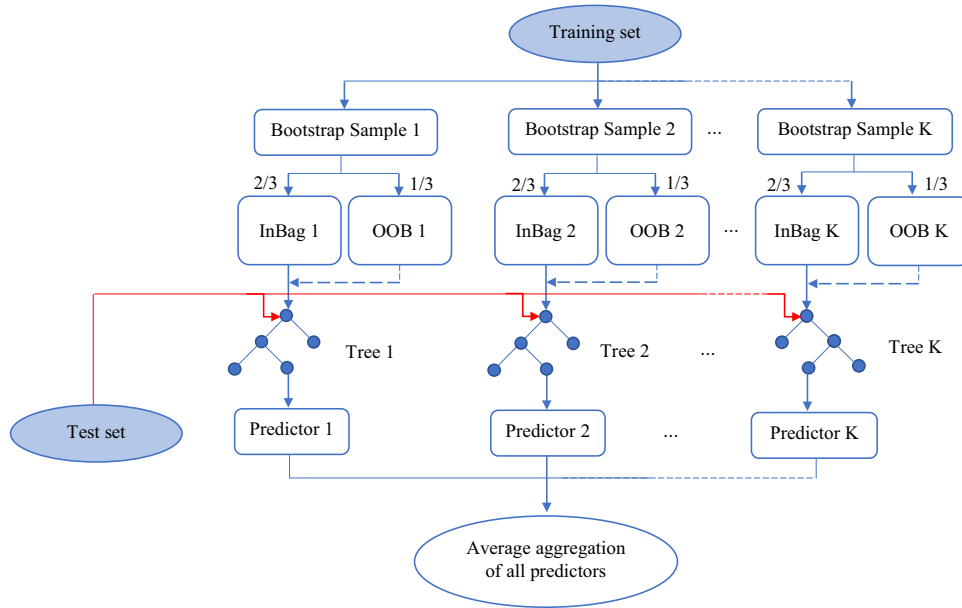 Training set
Bootstrap Sample 1
Bootstrap Sample 2
...
Bootstrap Sample K
2/3
1/3
2/3
1/3
2/3
1/3
InBag 1
OOB 1
InBag 2
OOB 2
...
InBag K
OOB K
Tree 1
Tree 2
...
Tree K
Test set
Predictor 1
Predictor 2
...
Predictor K
Average aggregation
of all predictors